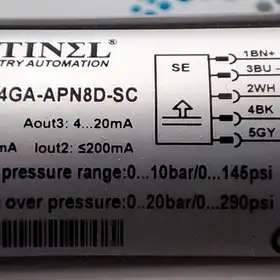 TINEL ®
TRY AUTOMATION
4GA-APN8D-SC
Aout3: 4...20mA
mA Iout2: ≤200mA
pressure range:0...10bar/0...145psi
over pressure:0...20bar/0...290psi
SE
1BN+
3BU -
2WH
4BK
5GY